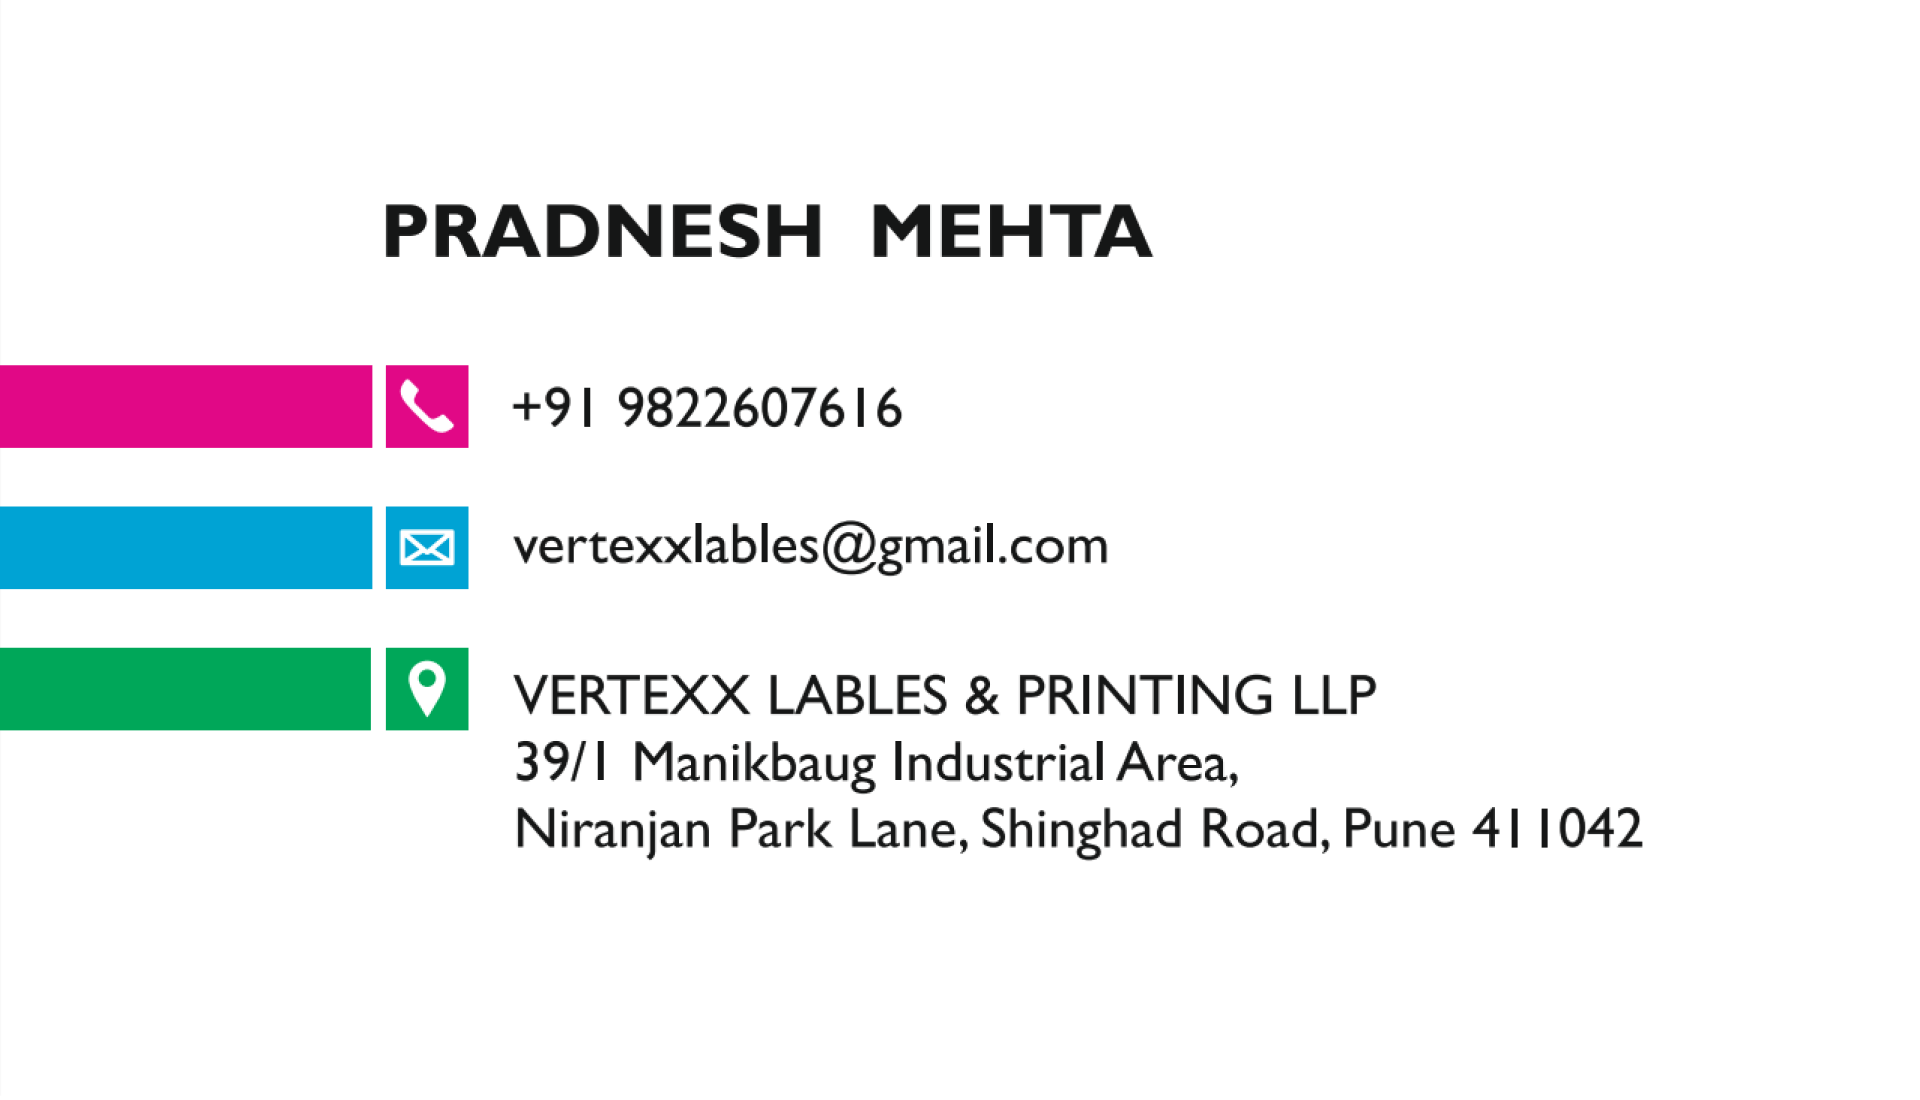 PRADNESH MEHTA
+91 9822607616
vertexxlables@gmail.com
VERTEXX LABLES & PRINTING LLP
39/1 Manikbaug Industrial Area,
Niranjan Park Lane, Shinghad Road, Pune 411042